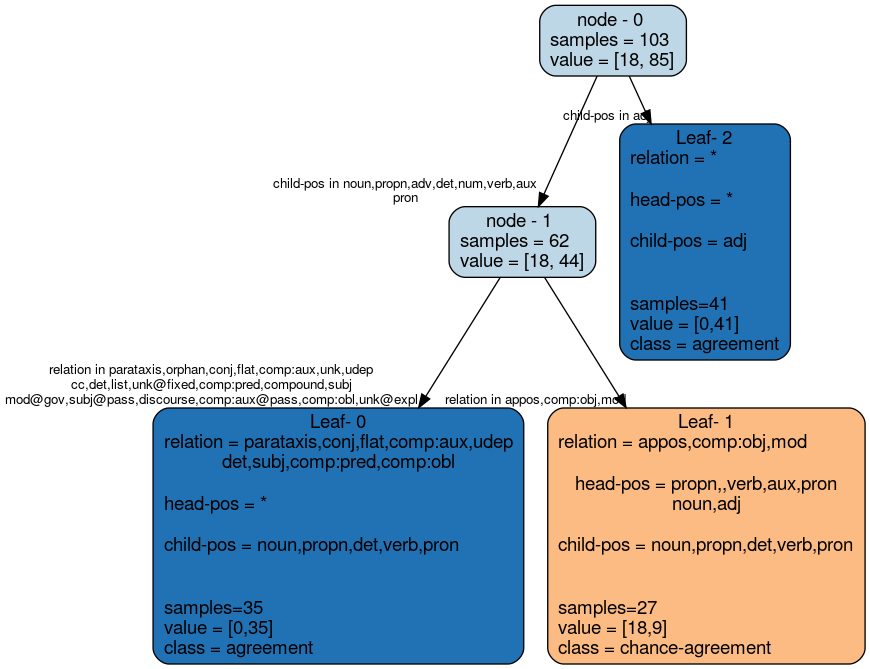 node - 0
samples = 103
value = [18, 85]
child-pos in adj
Leaf- 2
relation = *
head-pos = *
child-pos = adj
samples=41
value = [0,41]
class = agreement
child-pos in noun,propn,adv,det,num,verb,aux
pron
node - 1
samples = 62
value = [18, 44]
relation in parataxis,orphan,conj,flat,comp:aux,unk,udep
cc,det,list,unk@fixed,comp:pred,compound,subj
mod@gov,subj@pass,discourse,comp:aux@pass,comp:obl,unk@expl
relation in appos,comp:obj,mod
Leaf- 0
relation = parataxis,conj,flat,comp:aux,udep
det,subj,comp:pred,comp:obl
head-pos = *
child-pos = noun,propn,det,verb,pron
samples=35
value = [0,35]
class = agreement
Leaf- 1
relation = appos,comp:obj,mod
head-pos = propn,,verb,aux,pron
noun,adj
child-pos = noun,propn,det,verb,pron
samples=27
value = [18,9]
class = chance-agreement